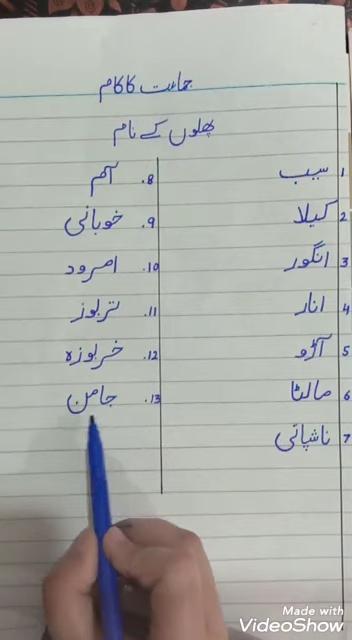 جماعت کا کام
پھلوں کے نام
1 سیب
2 کیلا
3 انگور
4 انار
5 آڑو
6 مالٹا
7 ناشپاتی
8. آم
9. خوبانی
10. امرود
11. تربوز
12. خربوزہ
13. جامن
Made with
VideoShow